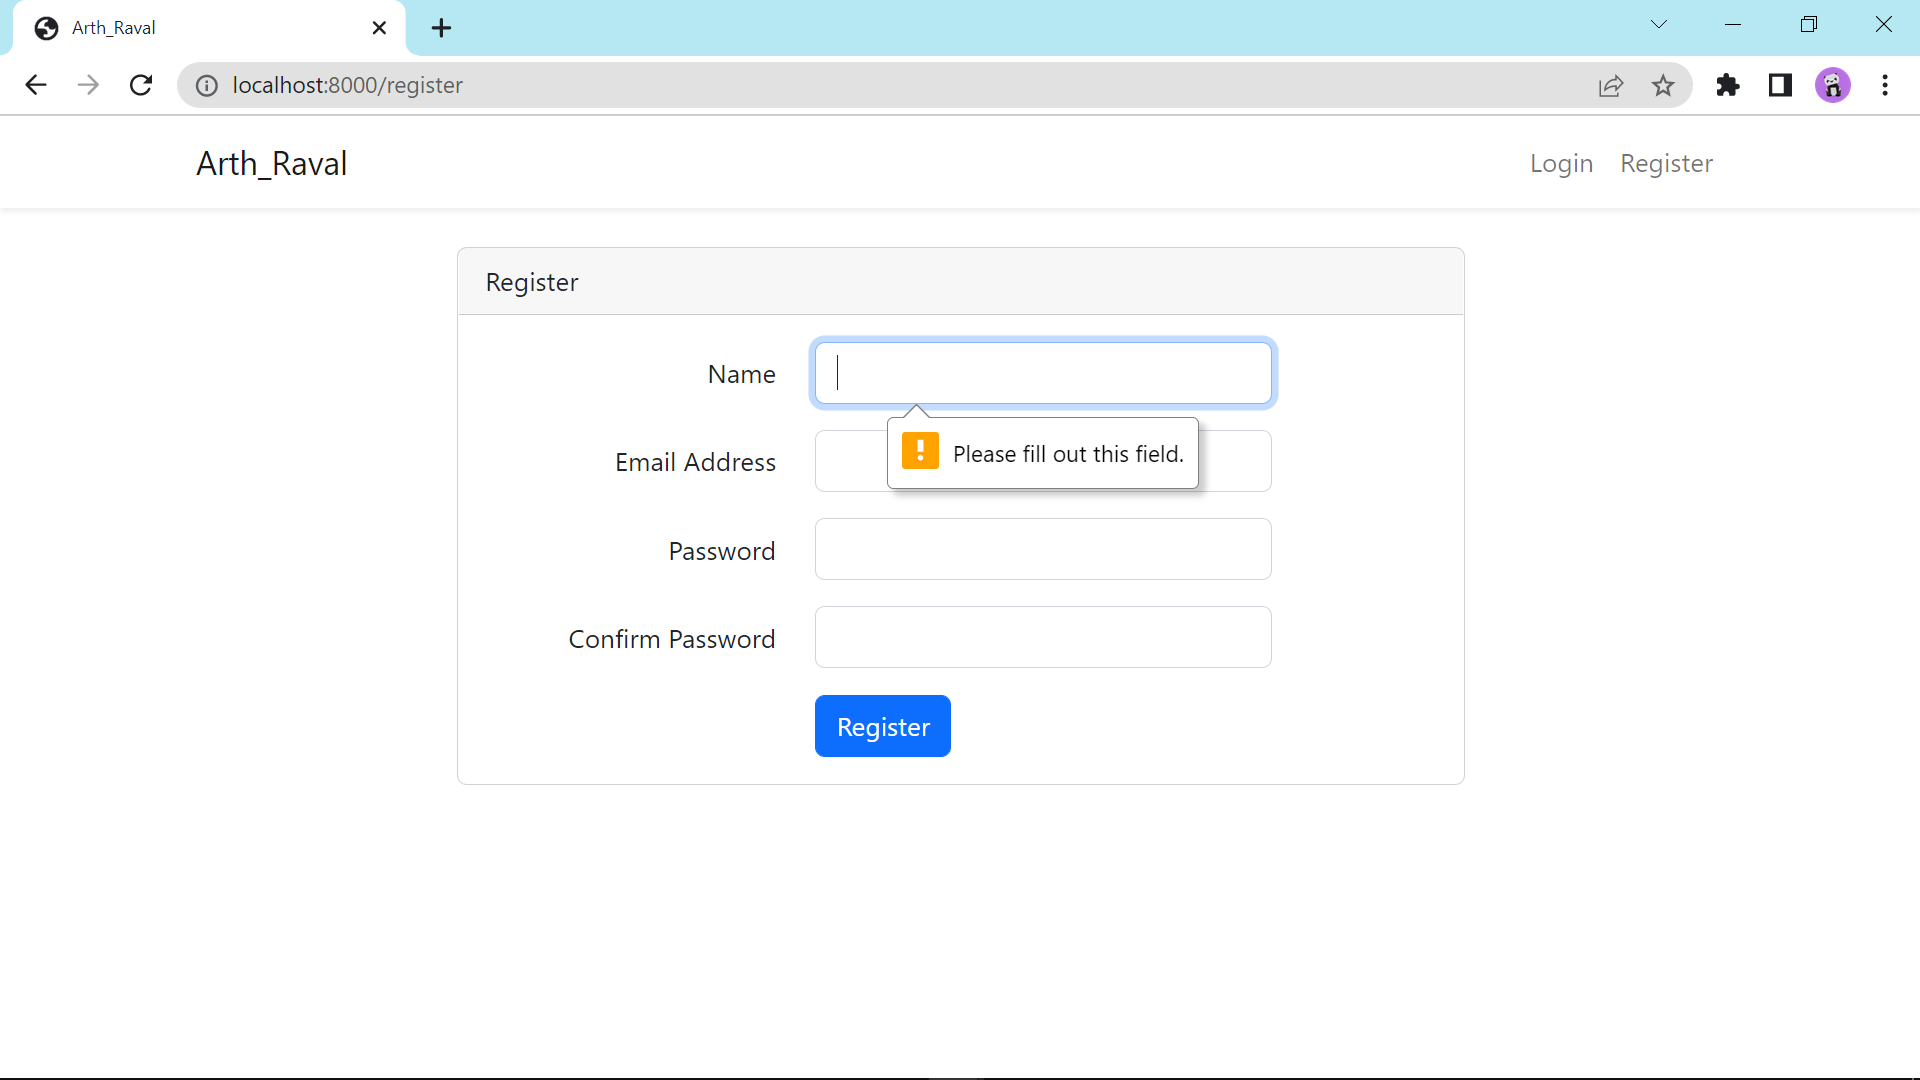 Arth_Raval
localhost:8000/register
Arth_Raval
Login Register
Register
Name
Please fill out this field.
Email Address
Password
Confirm Password
Register